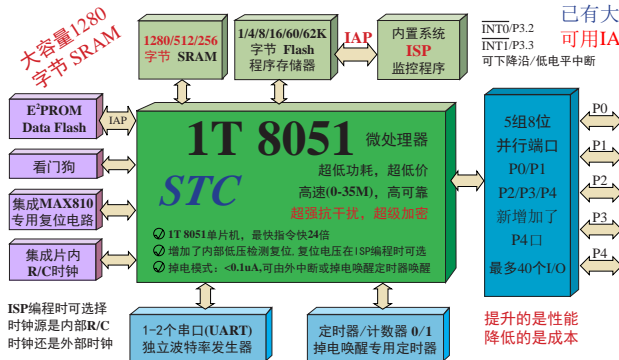 大容量1280
字节 SRAM
1280/512/256
字节 SRAM
1/4/8/16/60/62K
字节 Flash
程序存储器
IAP
内置系统
ISP
监控程序
INT0/P3.2
INT1/P3.3
可下降沿/低电平中断
已有大
可用IA
E²PROM
Data Flash
IAP
看门狗
集成MAX810
专用复位电路
集成片内
R/C时钟
1T 8051 微处理器
STC
超低功耗，超低价
高速(0-35M)，高可靠
超强抗干扰，超级加密
1T 8051单片机，最快指令快24倍
增加了内部低压检测复位,复位电压在ISP编程时可选
掉电模式：<0.1uA,可由外中断或掉电唤醒定时器唤醒
5组8位
并行端口
P0/P1
P2/P3/P4
新增加了
P4口
最多40个I/O
P0
P1
P2
P3
P4
ISP编程时可选择
时钟源是内部R/C
时钟还是外部时钟
1-2个串口(UART)
独立波特率发生器
定时器/计数器 0/1
掉电唤醒专用定时器
提升的是性能
降低的是成本